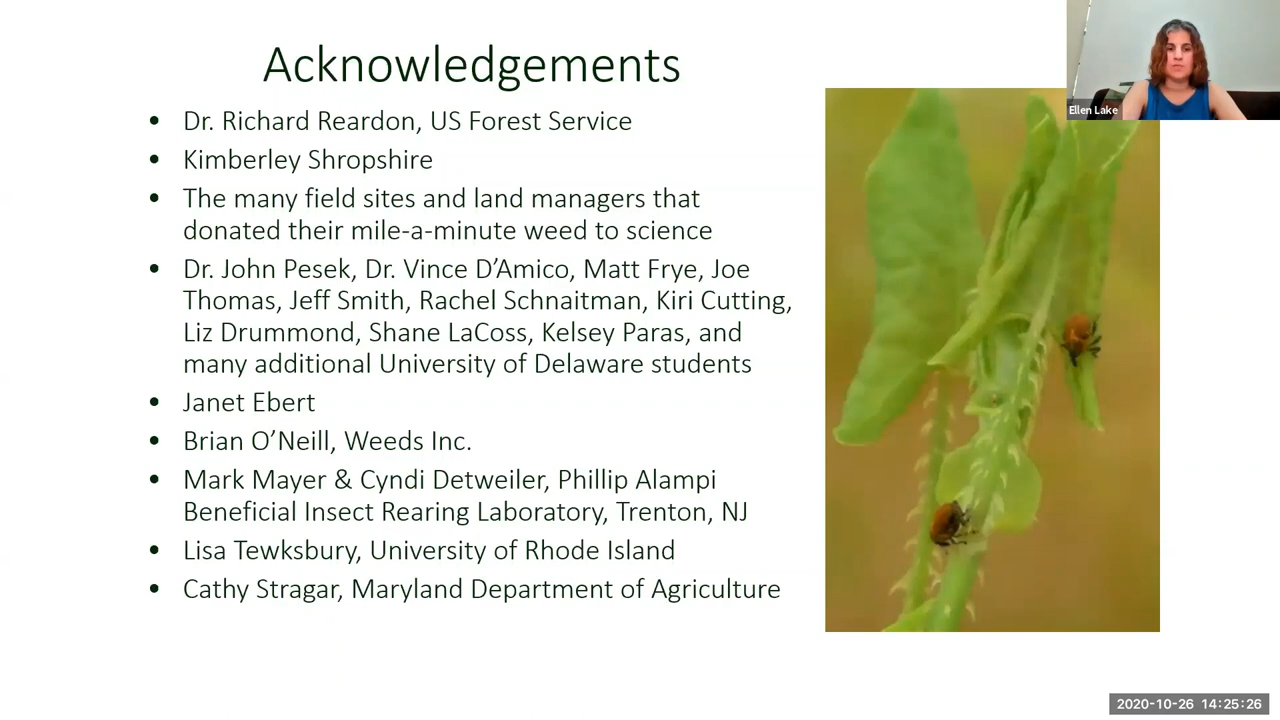 Acknowledgements
Ellen Lake
• Dr. Richard Reardon, US Forest Service
• Kimberley Shropshire
• The many field sites and land managers that
donated their mile-a-minute weed to science
• Dr. John Pesek, Dr. Vince D’Amico, Matt Frye, Joe
Thomas, Jeff Smith, Rachel Schnaitman, Kiri Cutting,
Liz Drummond, Shane LaCoss, Kelsey Paras, and
many additional University of Delaware students
• Janet Ebert
• Brian O’Neill, Weeds Inc.
• Mark Mayer & Cyndi Detweiler, Phillip Alampi
Beneficial Insect Rearing Laboratory, Trenton, NJ
• Lisa Tewksbury, University of Rhode Island
• Cathy Stragar, Maryland Department of Agriculture
2020-10-26 14:25:26